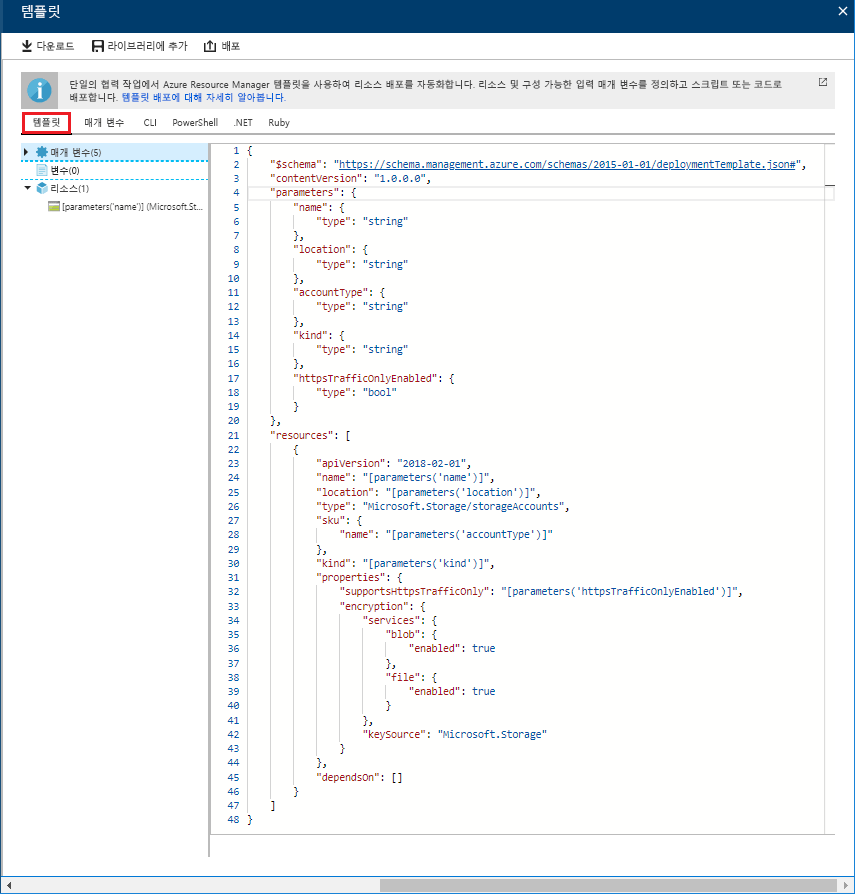 템플릿
다운로드 라이브러리에 추가 배포
단일의 협력 작업에서 Azure Resource Manager 템플릿을 사용하여 리소스 배포를 자동화합니다. 리소스 및 구성 가능한 입력 매개 변수를 정의하고 스크립트 또는 코드로
배포합니다. 템플릿 배포에 대해 자세히 알아봅니다.
템플릿 매개 변수 CLI PowerShell .NET Ruby
매개 변수(5)
변수(0)
리소스(1)
[parameters('name')] (Microsoft.St...
1 {
2 "$schema": "https://schema.management.azure.com/schemas/2015-01-01/deploymentTemplate.json#",
3 "contentVersion": "1.0.0.0",
4 "parameters": {
5 "name": {
6 "type": "string"
7 },
8 "location": {
9 "type": "string"
10 },
11 "accountType": {
12 "type": "string"
13 },
14 "kind": {
15 "type": "string"
16 },
17 "httpsTrafficOnlyEnabled": {
18 "type": "bool"
19 }
20 },
21 "resources": [
22 {
23 "apiVersion": "2018-02-01",
24 "name": "[parameters('name')]",
25 "location": "[parameters('location')]",
26 "type": "Microsoft.Storage/storageAccounts",
27 "sku": {
28 "name": "[parameters('accountType')]"
29 },
30 "kind": "[parameters('kind')]",
31 "properties": {
32 "supportsHttpsTrafficOnly": "[parameters('httpsTrafficOnlyEnabled')]",
33 "encryption": {
34 "services": {
35 "blob": {
36 "enabled": true
37 },
38 "file": {
39 "enabled": true
40 }
41 },
42 "keySource": "Microsoft.Storage"
43 }
44 },
45 "dependsOn": []
46 }
47 ]
48 }